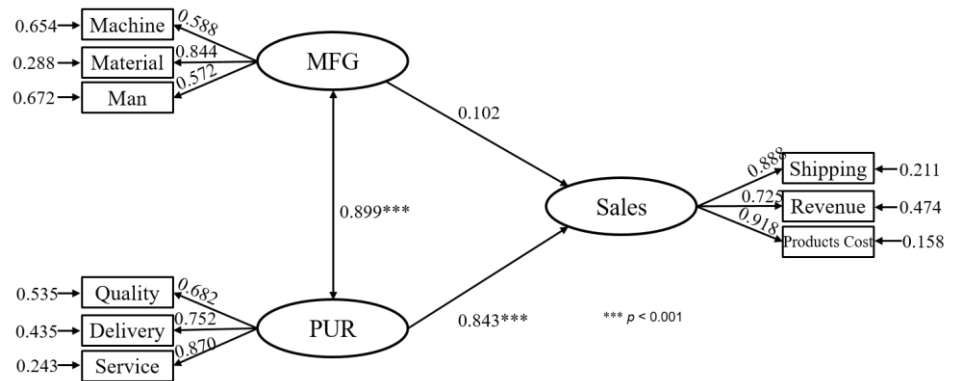 0.654 Machine 0.588
0.288 Material 0.844
0.672 Man 0.572
MFG
0.102
0.899***
Sales
0.888 Shipping 0.211
0.725 Revenue 0.474
0.918 Products Cost 0.158
0.535 Quality 0.682
0.435 Delivery 0.752
0.243 Service 0.870
PUR
0.843***
*** p < 0.001